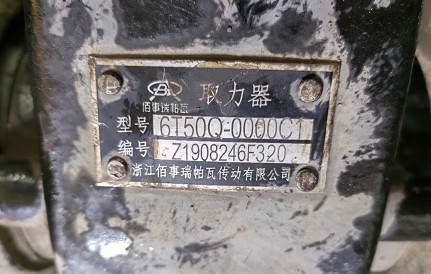 取力器
佰事瑞帕瓦
型号 6T50Q-0000C1
编号 Z1908246F320
浙江佰事瑞帕瓦传动有限公司